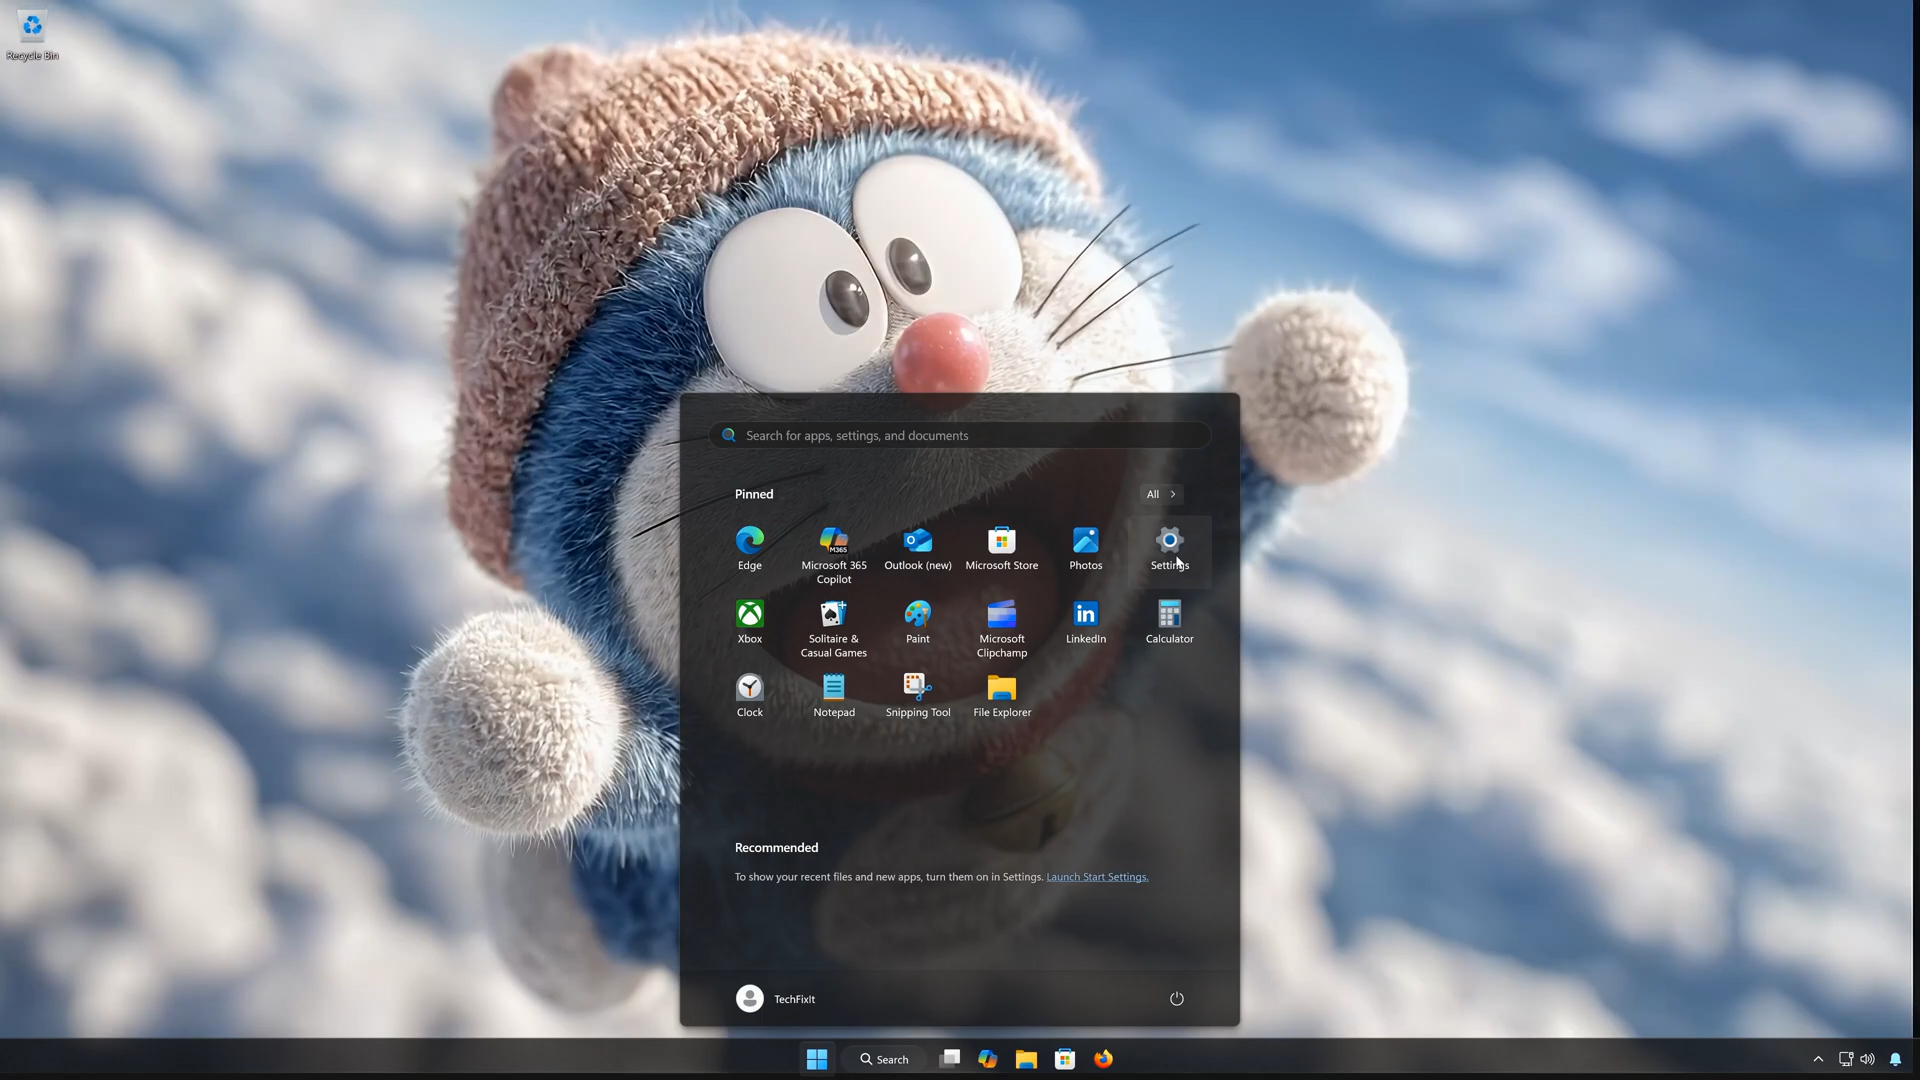 Recycle Bin
Search for apps, settings, and documents
Pinned
All
Edge
Microsoft 365
Copilot
M365
Outlook (new)
Microsoft Store
Photos
Settings
Xbox
Solitaire &
Casual Games
Paint
Microsoft
Clipchamp
in
LinkedIn
Calculator
Clock
Notepad
Snipping Tool
File Explorer
Recommended
To show your recent files and new apps, turn them on in Settings. Launch Start Settings.
TechFixIt
Search